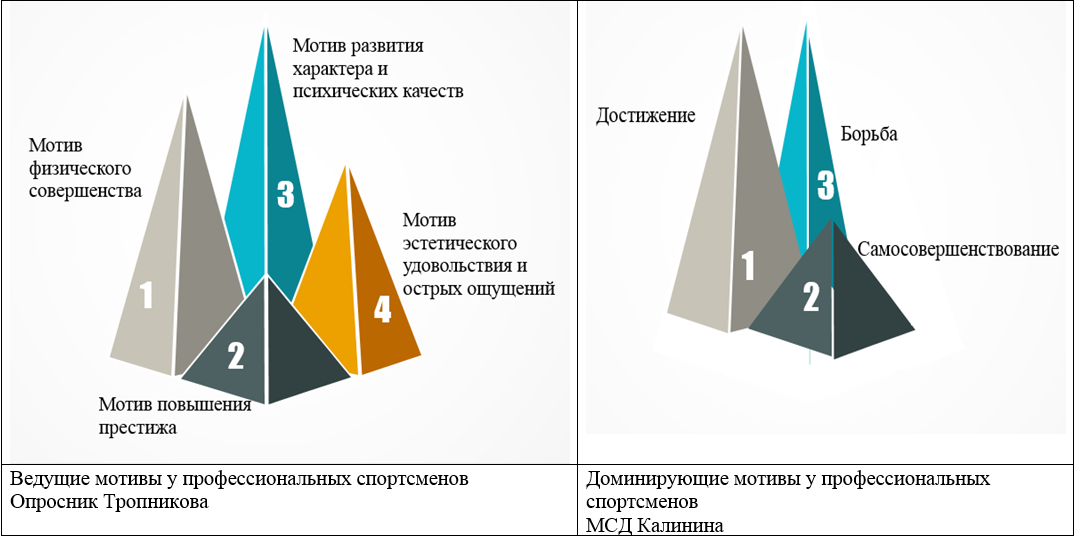 Мотив развития
характера и
психических качеств
Мотив
физического
совершенства
3
Мотив
эстетического
удовольствия и
острых ощущений
1
4
2
Мотив повышения
престижа
Достижение
Борьба
3
Самосовершенствование
1
2
Ведущие мотивы у профессиональных спортсменов
Опросник Тропникова
Доминирующие мотивы у профессиональных
спортсменов
МСД Калинина